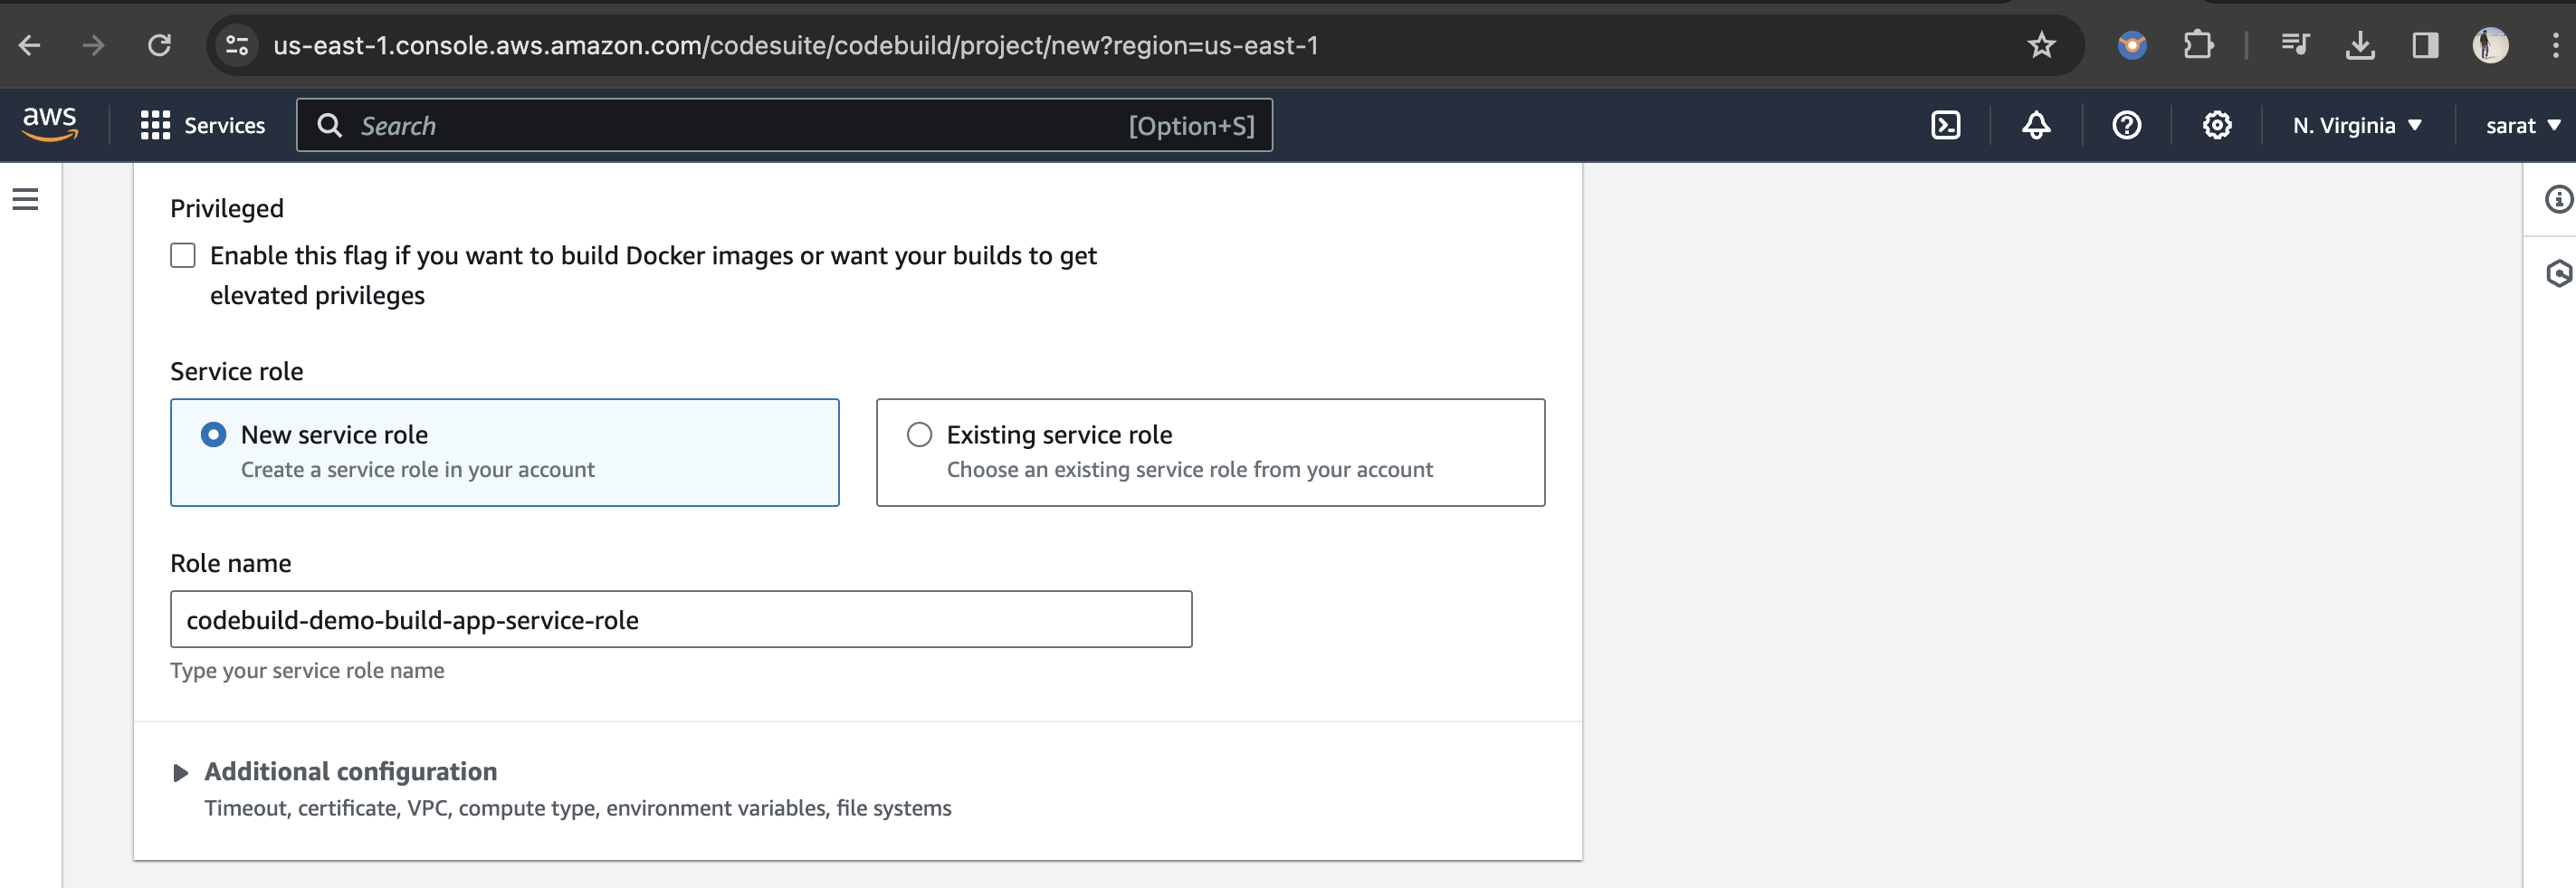 us-east-1.console.aws.amazon.com/codesuite/codebuild/project/new?region=us-east-1
aws Services Search [Option+S] N. Virginia sarat
Privileged
Enable this flag if you want to build Docker images or want your builds to get
elevated privileges
Service role
New service role Existing service role
Create a service role in your account Choose an existing service role from your account
Role name
codebuild-demo-build-app-service-role
Type your service role name
Additional configuration
Timeout, certificate, VPC, compute type, environment variables, file systems